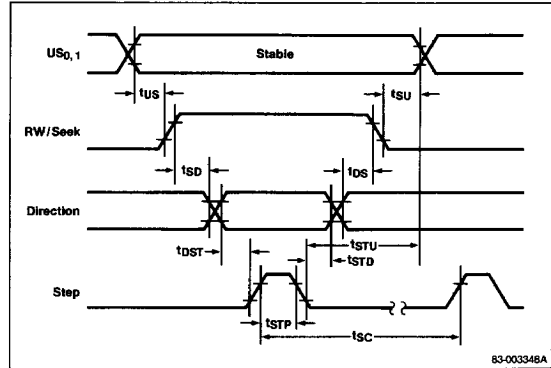 US0, 1
Stable
tUS
tSU
RW/Seek
tSD
tDS
Direction
tDST
tSTU
tSTD
Step
tSTP
tSC
83-003348A